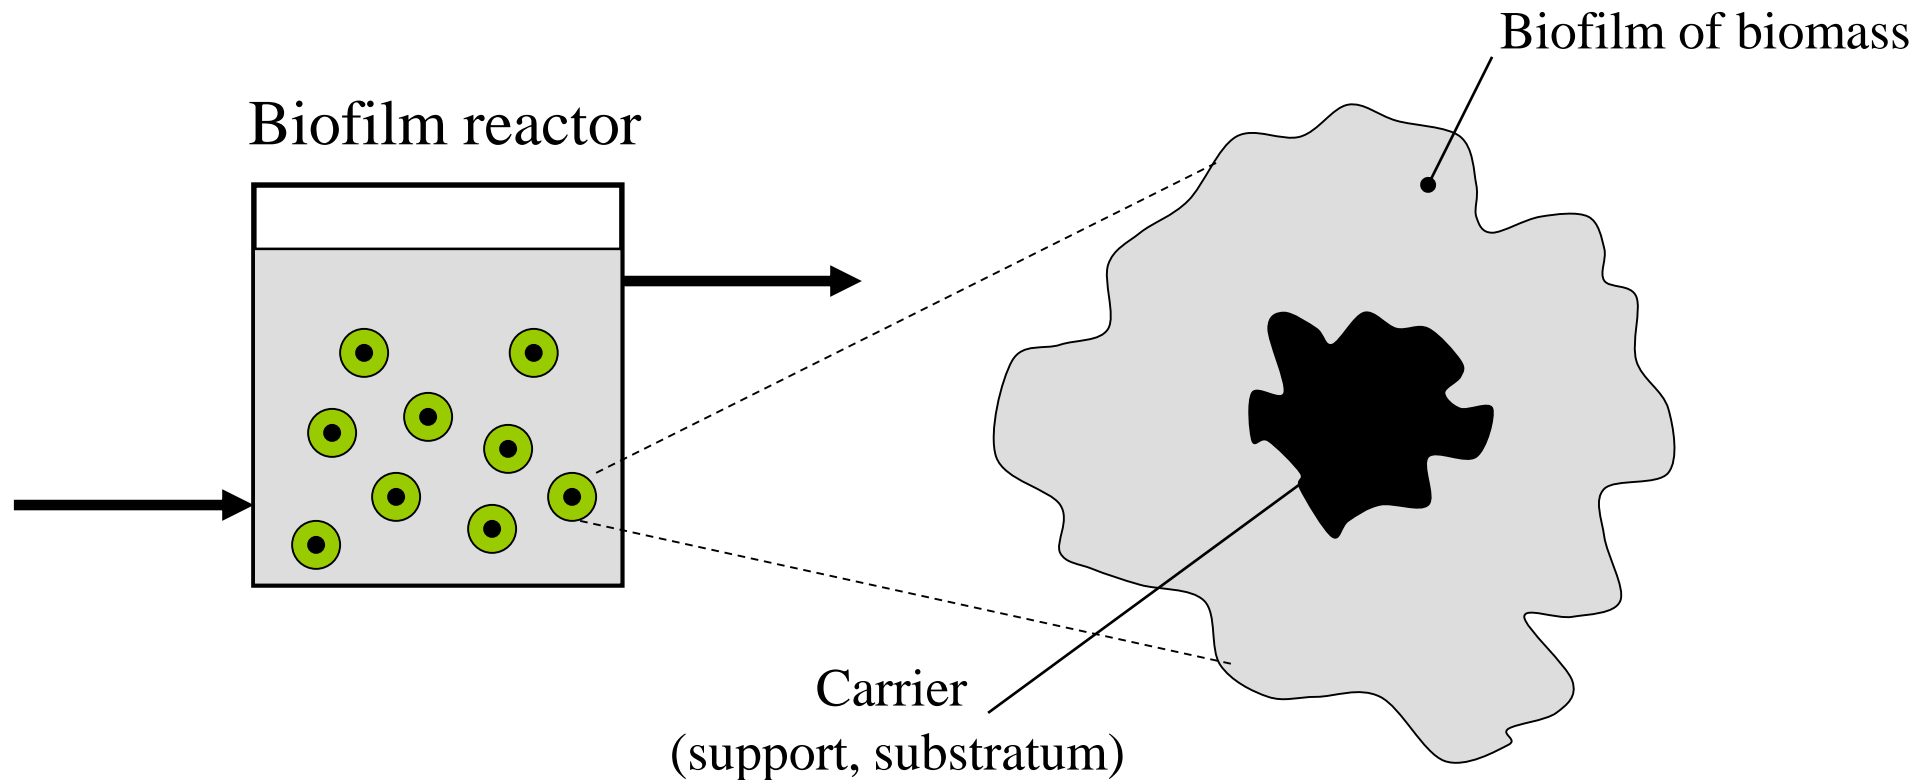 Biofilm of biomass
Biofilm reactor
Carrier
(support, substratum)